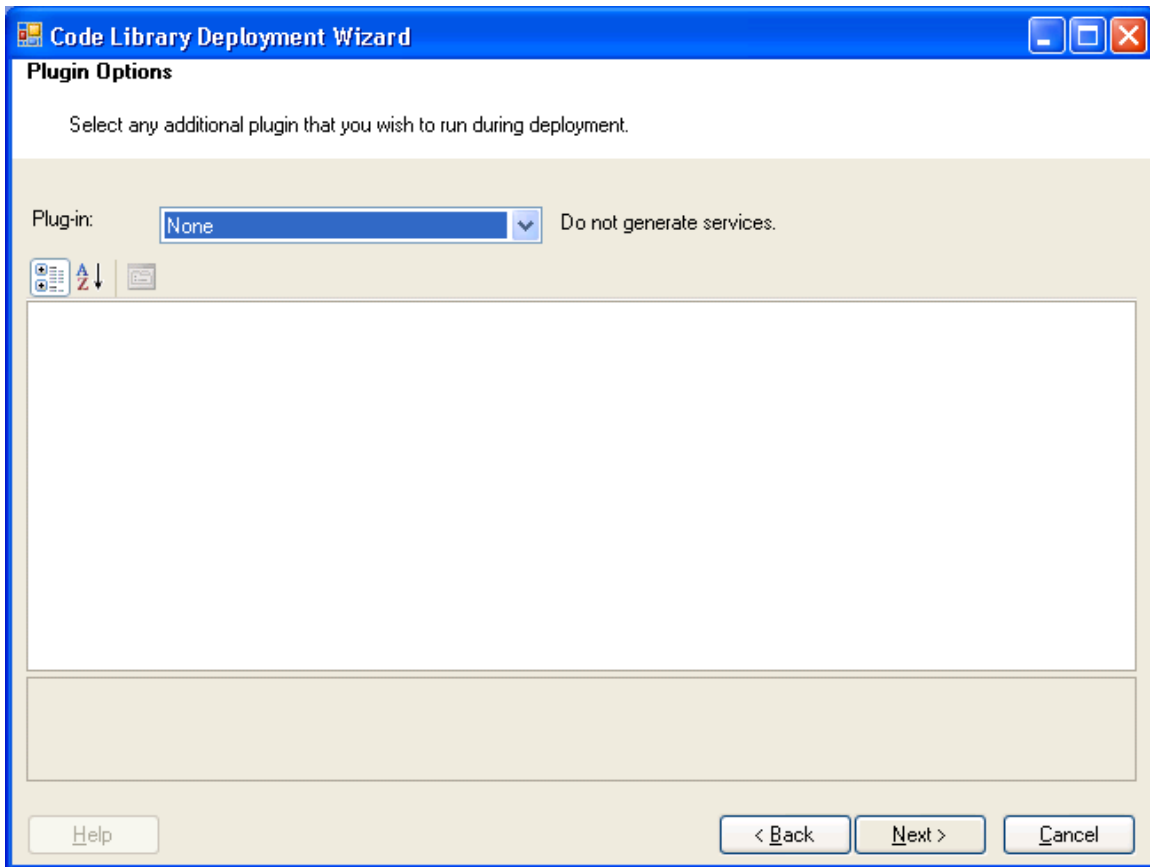 Code Library Deployment Wizard
Plugin Options
Select any additional plugin that you wish to run during deployment.
Plug-in: None Do not generate services.
A
Z
Help < Back Next > Cancel